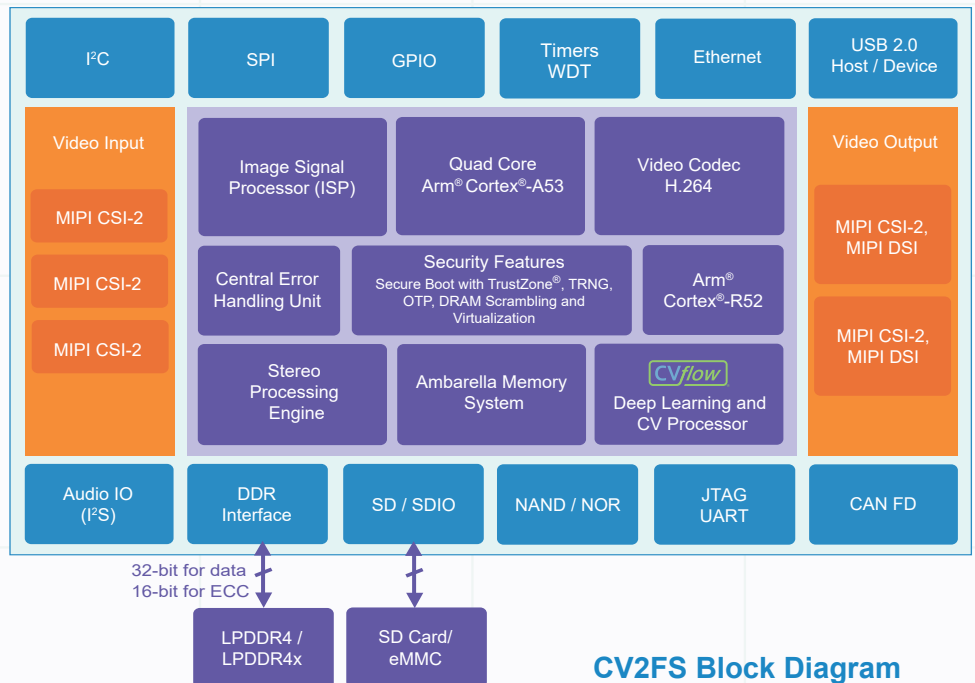 I²C
SPI
GPIO
Timers
WDT
Ethernet
USB 2.0
Host / Device
Video Input
MIPI CSI-2
MIPI CSI-2
MIPI CSI-2
Image Signal
Processor (ISP)
Quad Core
Arm® Cortex®-A53
Video Codec
H.264
Central Error
Handling Unit
Security Features
Secure Boot with TrustZone®, TRNG,
OTP, DRAM Scrambling and
Virtualization
Arm®
Cortex®-R52
Stereo
Processing
Engine
Ambarella Memory
System
CVflow
Deep Learning and
CV Processor
Video Output
MIPI CSI-2,
MIPI DSI
MIPI CSI-2,
MIPI DSI
Audio IO
(I²S)
DDR
Interface
SD / SDIO
NAND / NOR
JTAG
UART
CAN FD
32-bit for data
16-bit for ECC
LPDDR4 /
LPDDR4x
SD Card/
eMMC
CV2FS Block Diagram